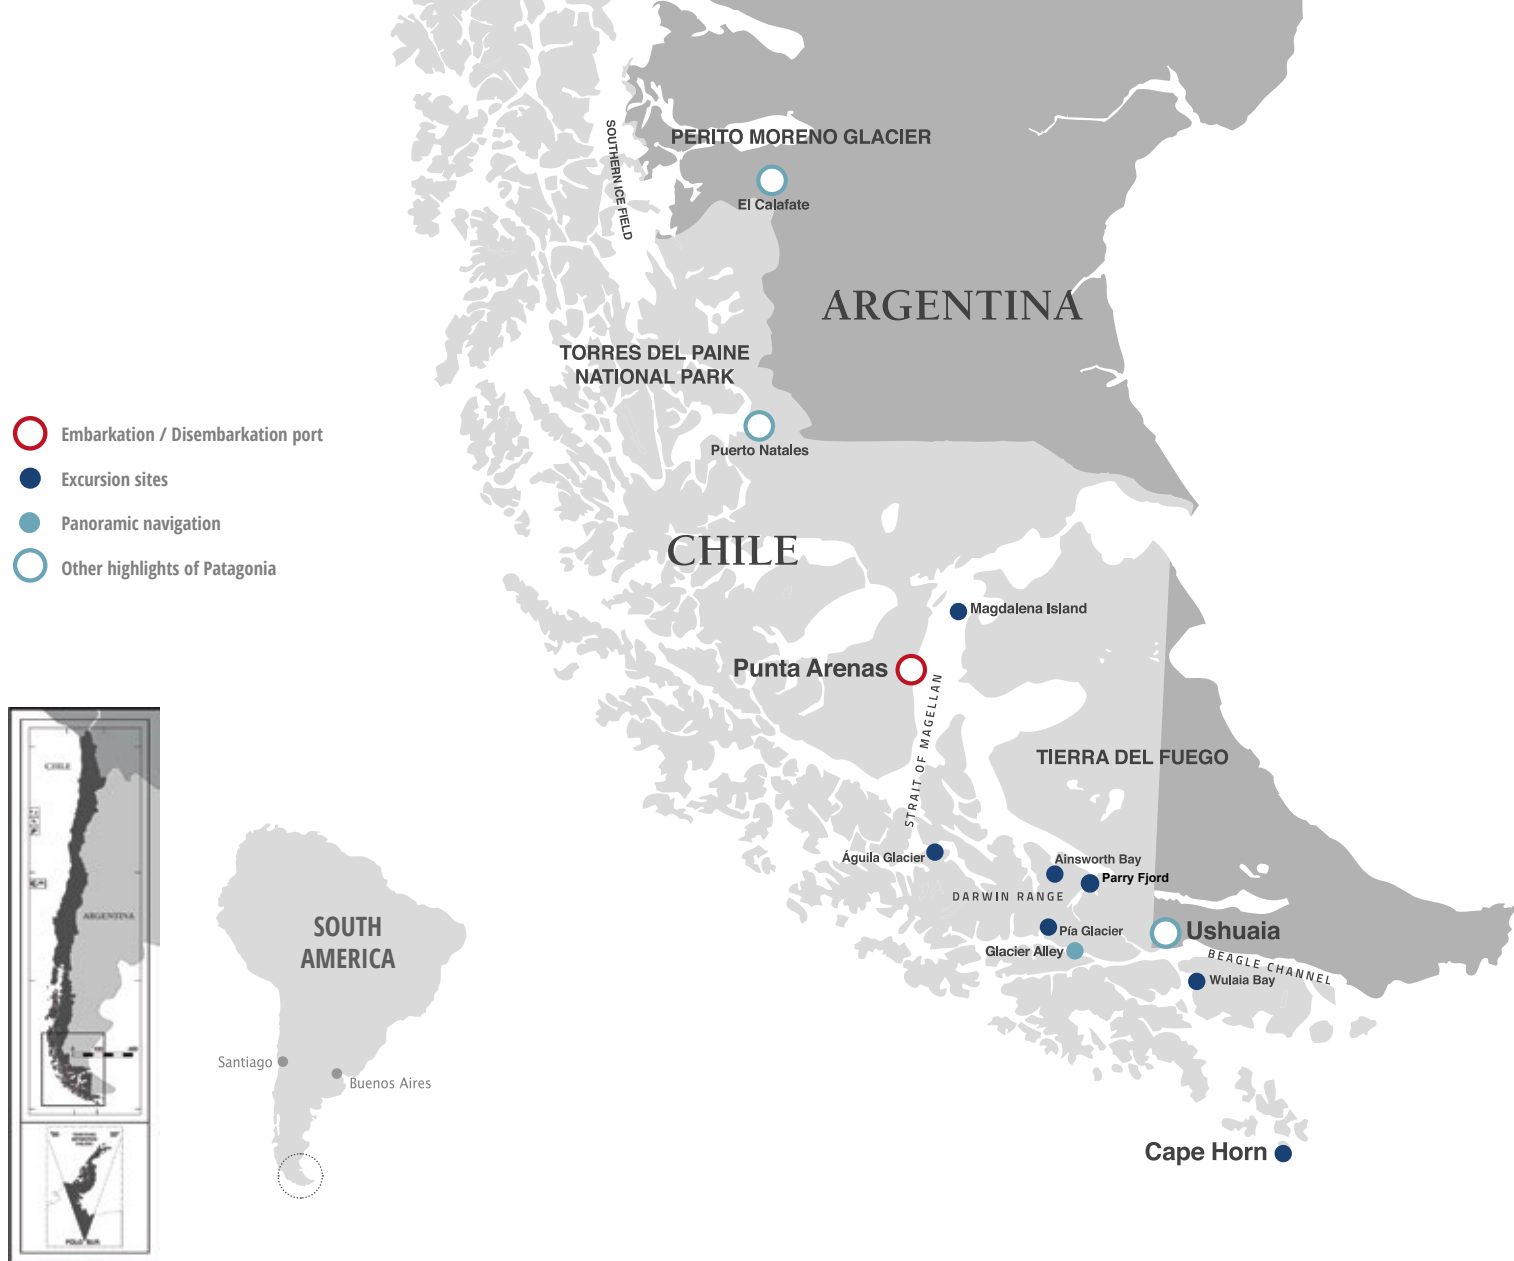 SOUTHERN ICE FIELD
PERITO MORENO GLACIER
El Calafate
ARGENTINA
TORRES DEL PAINE
NATIONAL PARK
Puerto Natales
Embarkation / Disembarkation port
Excursion sites
Panoramic navigation
Other highlights of Patagonia
CHILE
Magdalena Island
Punta Arenas
STRAIT OF MAGELLAN
TIERRA DEL FUEGO
Águila Glacier
Ainsworth Bay
Parry Fjord
DARWIN RANGE
Pía Glacier
Glacier Alley
Ushuaia
BEAGLE CHANNEL
Wulaia Bay
Cape Horn
CHILE
ARGENTINA
POLO SUR
SOUTH
AMERICA
Santiago
Buenos Aires